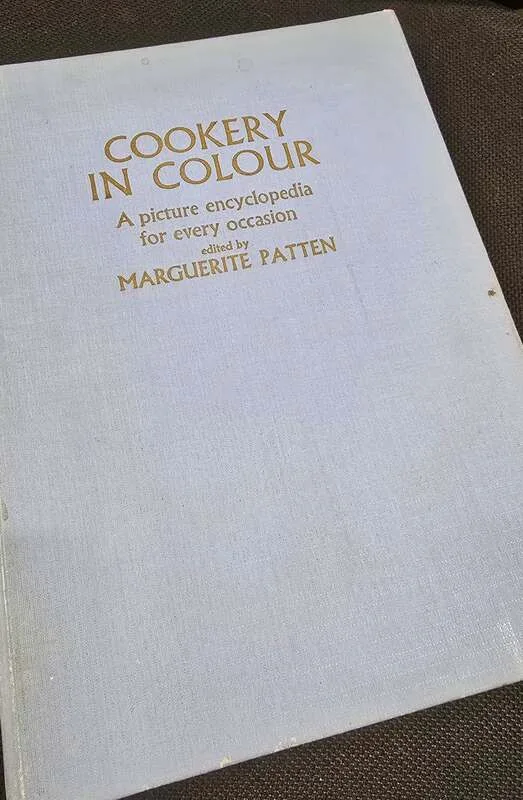 COOKERY
IN COLOUR
A picture encyclopedia
for every occasion
edited by
MARGUERITE PATTEN